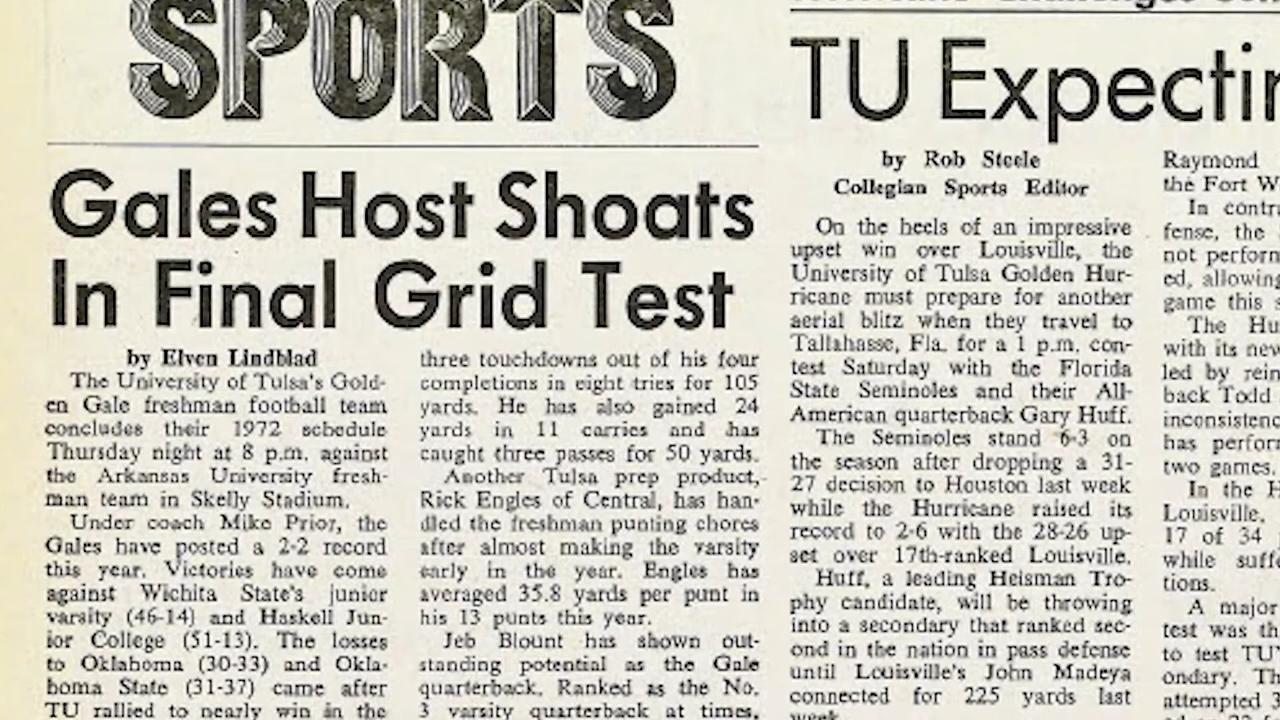 SPORTS
Gales Host Shoats
In Final Grid Test
by Elven Lindblad
The University of Tulsa's Gold-
en Gale freshman football team
concludes their 1972 schedule
Thursday night at 8 p.m. against
the Arkansas University fresh-
man team in Skelly Stadium.
Under coach Mike Prior, the
Gales have posted a 2-2 record
this year. Victories have come
against Wichita State's junior
varsity (46-14) and Haskell Jun-
ior College (51-13). The losses
to Oklahoma (30-33) and Okla-
homa State (31-37) came after
TU rallied to nearly win in the
three touchdowns out of his four
completions in eight tries for 105
yards. He has also gained 24
yards in 11 carries and has
caught three passes for 50 yards.
Another Tulsa prep product,
Rick Engles of Central, has han-
dled the freshman punting chores
after almost making the varsity
early in the year. Engles has
averaged 35.8 yards per punt in
his 13 punts this year.
Jeb Blount has shown out-
standing potential as the Gale
quarterback. Ranked as the No.
3 varsity quarterback at times,
TU Expectin
by Rob Steele
Collegian Sports Editor
On the heels of an impressive
upset win over Louisville, the
University of Tulsa Golden Hur-
ricane must prepare for another
aerial blitz when they travel to
Tallahasse, Fla. for a 1 p.m. con-
test Saturday with the Florida
State Seminoles and their All-
American quarterback Gary Huff.
The Seminoles stand 6-3 on
the season after dropping a 31-
27 decision to Houston last week
while the Hurricane raised its
record to 2-6 with the 28-26 up-
set over 17th-ranked Louisville.
Huff, a leading Heisman Tro-
phy candidate, will be throwing
into a secondary that ranked sec-
ond in the nation in pass defense
until Louisville's John Madeya
connected for 225 yards last
week.
Raymond
the Fort W
In contr
fense, the
not perform
ed, allowing
game this s
The Hu
with its new
led by rein
back Todd
inconsistenc
has perform
two games.
In the H
Louisville,
17 of 34
while suffe
tions.
A major
test was th
to test TU'
ondary. Th
attempted 3